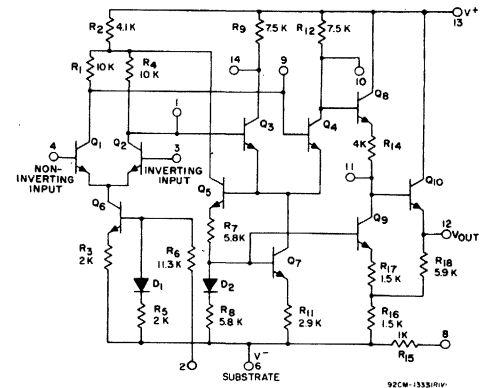 R2 4.1K
R9 7.5K
R12 7.5K
V+
13
R1 10K
R4 10K
14
9
10
Q8
1
Q3
Q4
R14 4K
4
Q1
Q2
3
11
Q10
NON-INVERTING INPUT
INVERTING INPUT
Q5
Q6
R7 5.8K
Q9
12
VOUT
R3 2K
R6 11.3K
Q7
R17 1.5K
R18 5.9K
D1
D2
R5 2K
R8 5.8K
R11 2.9K
R16 1.5K
8
1K
R15
2
V-
6
SUBSTRATE
92CM-13331RIV